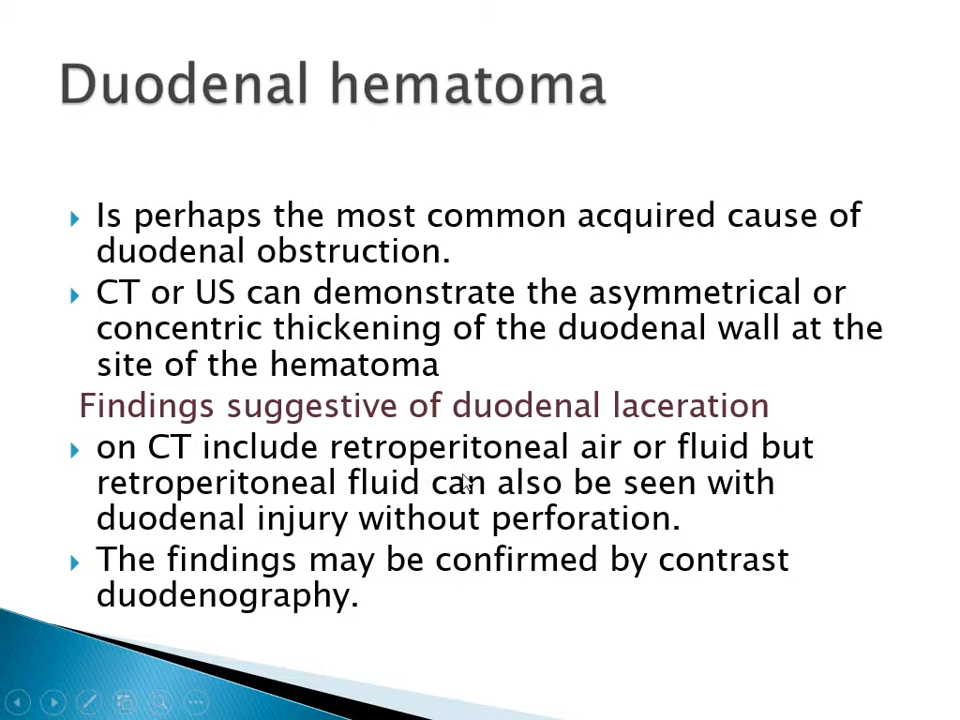 Duodenal hematoma
Is perhaps the most common acquired cause of
duodenal obstruction.
CT or US can demonstrate the asymmetrical or
concentric thickening of the duodenal wall at the
site of the hematoma
Findings suggestive of duodenal laceration
on CT include retroperitoneal air or fluid but
retroperitoneal fluid can also be seen with
duodenal injury without perforation.
The findings may be confirmed by contrast
duodenography.